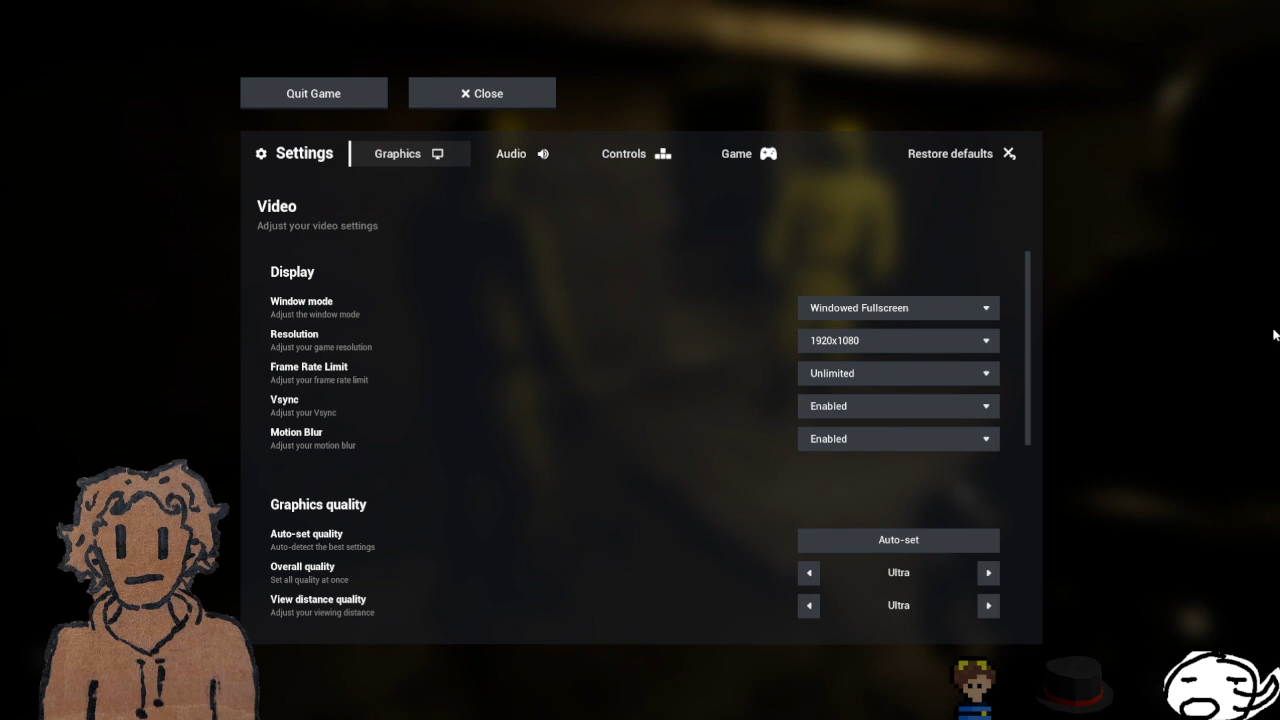 Quit Game
Close
Settings
Graphics
Audio
Controls
Game
Restore defaults
Video
Adjust your video settings
Display
Window mode
Adjust the window mode
Windowed Fullscreen
Resolution
Adjust your game resolution
1920x1080
Frame Rate Limit
Adjust your frame rate limit
Unlimited
Vsync
Adjust your Vsync
Enabled
Motion Blur
Adjust your motion blur
Enabled
Graphics quality
Auto-set quality
Auto-detect the best settings
Auto-set
Overall quality
Set all quality at once
Ultra
View distance quality
Adjust your viewing distance
Ultra